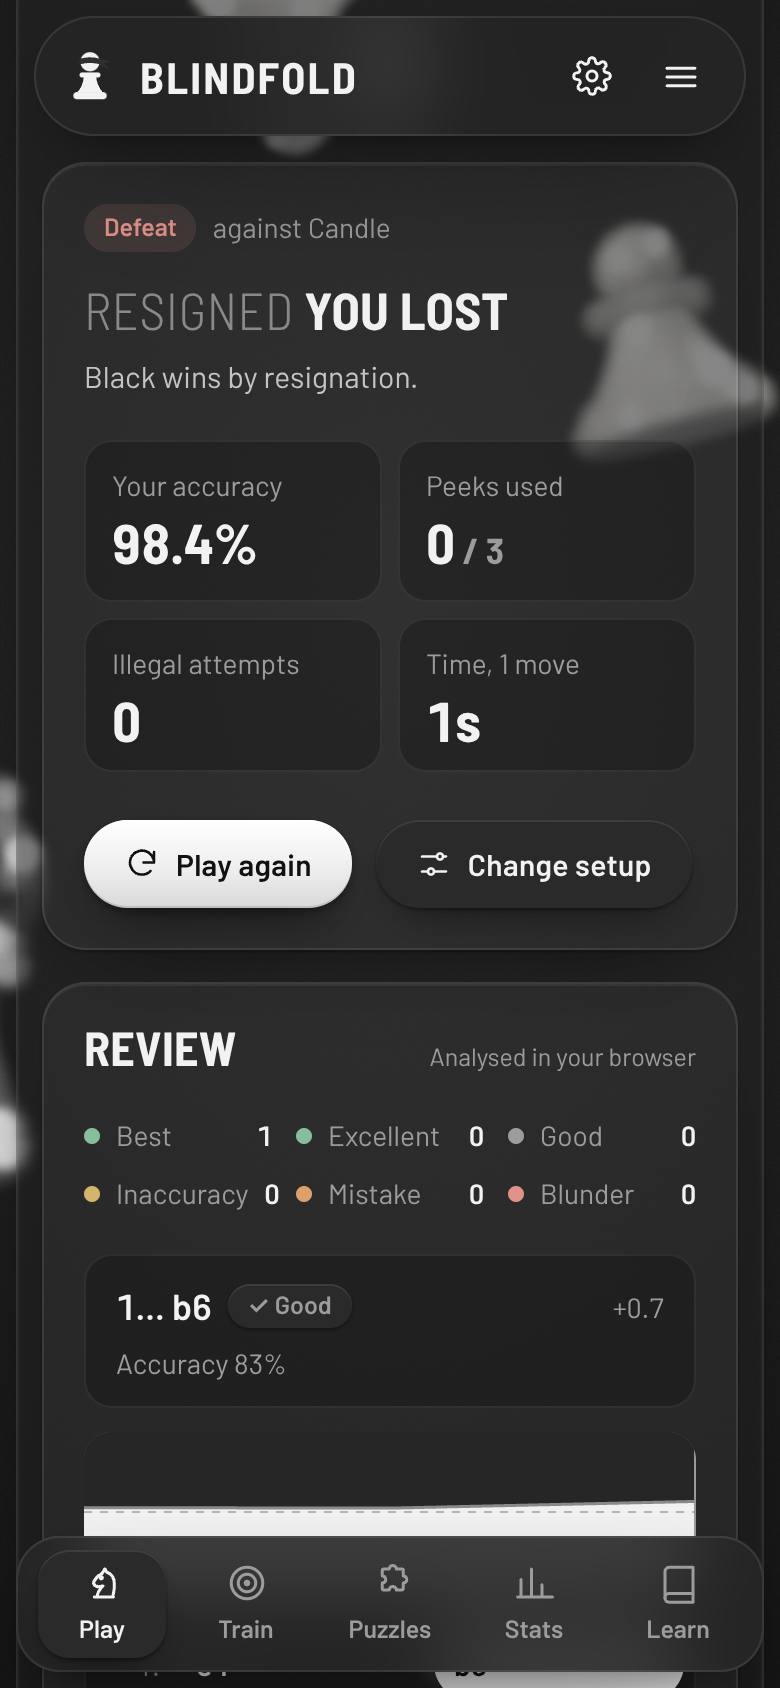 BLINDFOLD
Defeat against Candle
RESIGNED YOU LOST
Black wins by resignation.
Your accuracy
98.4%
Peeks used
0 / 3
Illegal attempts
0
Time, 1 move
1s
Play again
Change setup
REVIEW
Analysed in your browser
Best 1
Excellent 0
Good 0
Inaccuracy 0
Mistake 0
Blunder 0
1... b6 Good +0.7
Accuracy 83%
Play
Train
Puzzles
Stats
Learn